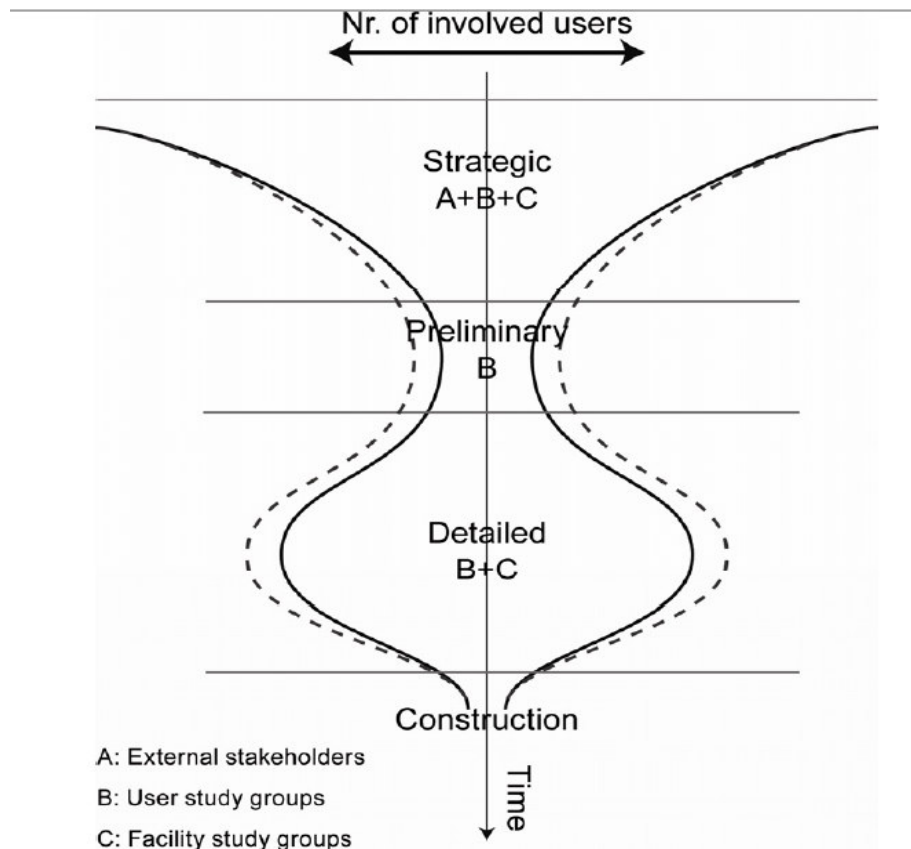 Nr. of involved users
Strategic
A+B+C
Preliminary
B
Detailed
B+C
Construction
A: External stakeholders
B: User study groups
C: Facility study groups
Time